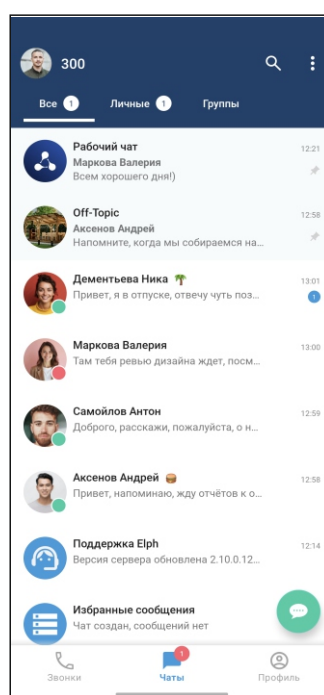 300
Все 1 Личные 1 Группы
Рабочий чат 12:21
Маркова Валерия
Всем хорошего дня!)
Off-Topic 12:58
Аксенов Андрей
Напомните, когда мы собираемся на...
Дементьева Ника 13:01
Привет, я в отпуске, отвечу чуть поз... 1
Маркова Валерия 13:00
Там тебя ревью дизайна ждет, посм...
Самойлов Антон 12:59
Доброго, расскажи, пожалуйста, о н...
Аксенов Андрей 12:58
Привет, напоминаю, жду отчётов к о...
Поддержка Elph 12:14
Версия сервера обновлена 2.10.0.12...
Избранные сообщения
Чат создан, сообщений нет
1
Звонки Чаты Профиль